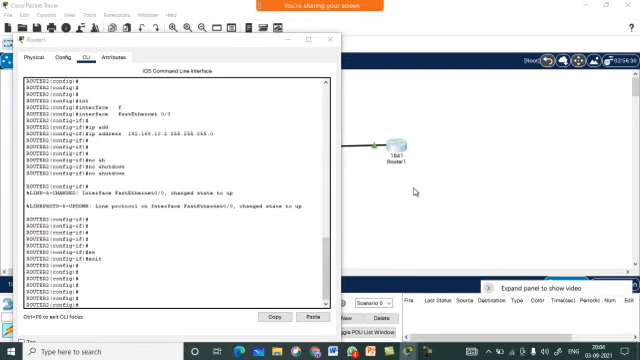 Cisco Packet Tracer
You're sharing your screen
File Edit Options View Tools Extensions Window Help
Router1
Physical Config CLI Attributes
IOS Command Line Interface
[Root]
02:56:30
ROUTER2(config)#
ROUTER2(config)#
ROUTER2(config)#
ROUTER2(config)#int
ROUTER2(config)#interface f
ROUTER2(config)#interface fastEthernet 0/0
ROUTER2(config-if)#
ROUTER2(config-if)#ip add
ROUTER2(config-if)#ip address 192.168.10.2 255.255.255.0
ROUTER2(config-if)#
ROUTER2(config-if)#
ROUTER2(config-if)#
ROUTER2(config-if)#no sh
ROUTER2(config-if)#no shutdown
ROUTER2(config-if)#no shutdown
ROUTER2(config-if)#
%LINK-5-CHANGED: Interface FastEthernet0/0, changed state to up
%LINEPROTO-5-UPDOWN: Line protocol on Interface FastEthernet0/0, changed state to up
ROUTER2(config-if)#
ROUTER2(config-if)#
ROUTER2(config-if)#
ROUTER2(config-if)#
ROUTER2(config-if)#ex
ROUTER2(config-if)#exit
ROUTER2(config)#
ROUTER2(config)#
ROUTER2(config)#
ROUTER2(config)#
ROUTER2(config)#
ROUTER2(config)#
Ctrl+F6 to exit CLI focus
Copy Paste
Top
1841
Router1
Expand panel to show video
Scenario 0
New Delete
Toggle PDU List Window
Fire Last Status Source Destination Type Color Time(sec) Periodic Num Edit
Type here to search
ENG
20:04
03-09-2021